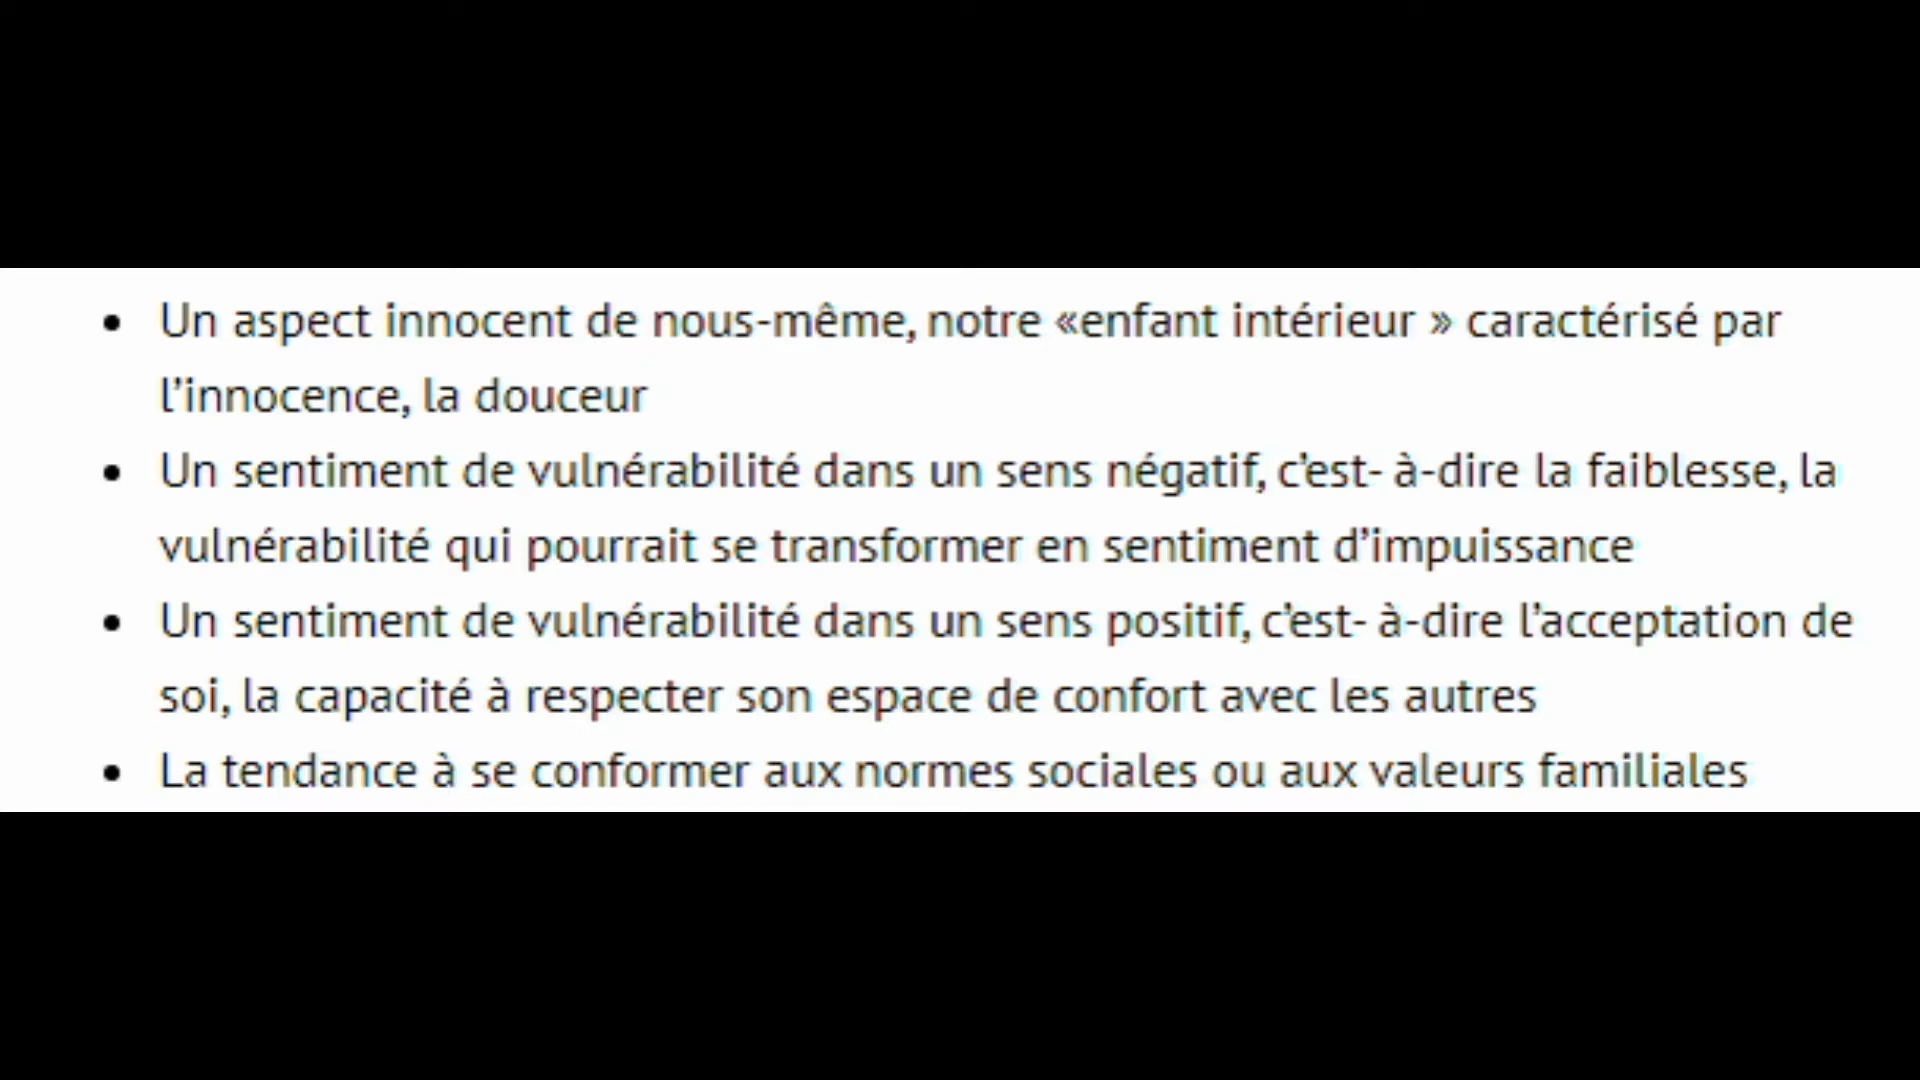 • Un aspect innocent de nous-même, notre «enfant intérieur » caractérisé par
l’innocence, la douceur
• Un sentiment de vulnérabilité dans un sens négatif, c’est- à-dire la faiblesse, la
vulnérabilité qui pourrait se transformer en sentiment d’impuissance
• Un sentiment de vulnérabilité dans un sens positif, c’est- à-dire l’acceptation de
soi, la capacité à respecter son espace de confort avec les autres
• La tendance à se conformer aux normes sociales ou aux valeurs familiales